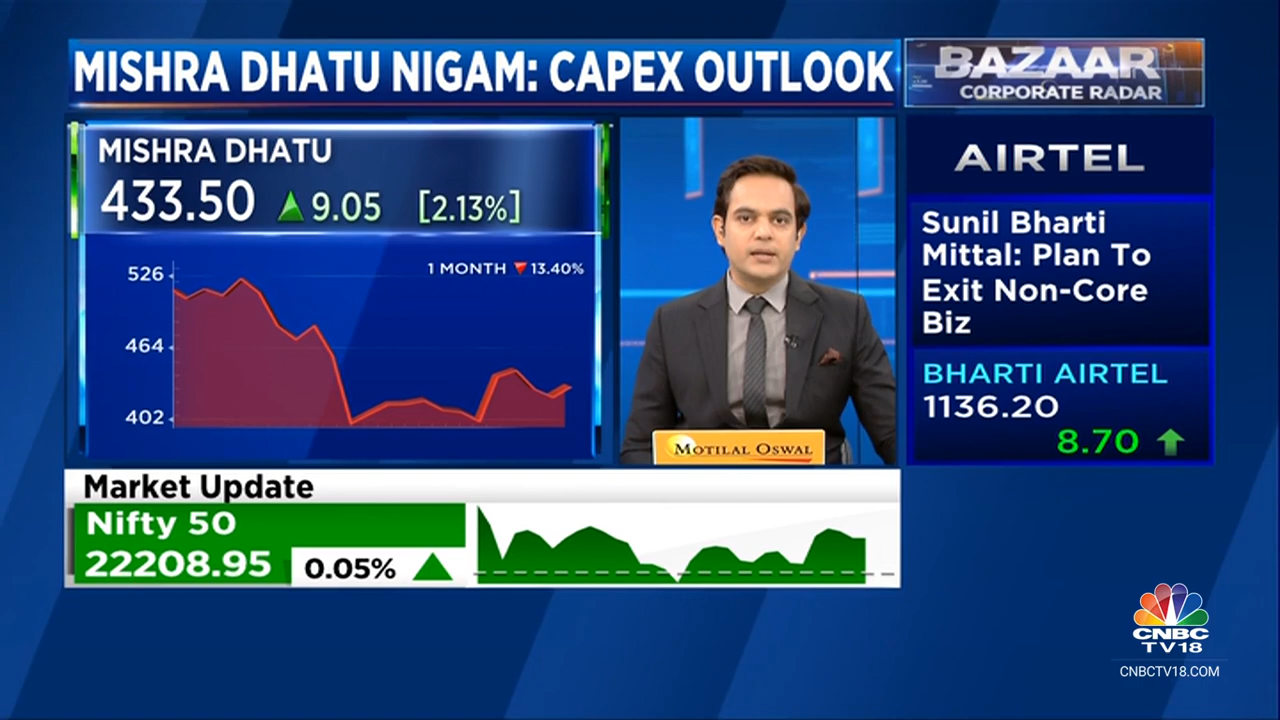 MISHRA DHATU NIGAM: CAPEX OUTLOOK
BAZAAR
CORPORATE RADAR
MISHRA DHATU
433.50 ▲ 9.05 [2.13%]
1 MONTH ▼ 13.40%
526
464
402
MOTILAL OSWAL
AIRTEL
Sunil Bharti
Mittal: Plan To
Exit Non-Core
Biz
BHARTI AIRTEL
1136.20
8.70 ↑
Market Update
Nifty 50
22208.95 0.05% ▲
CNBC
TV18
CNBCTV18.COM